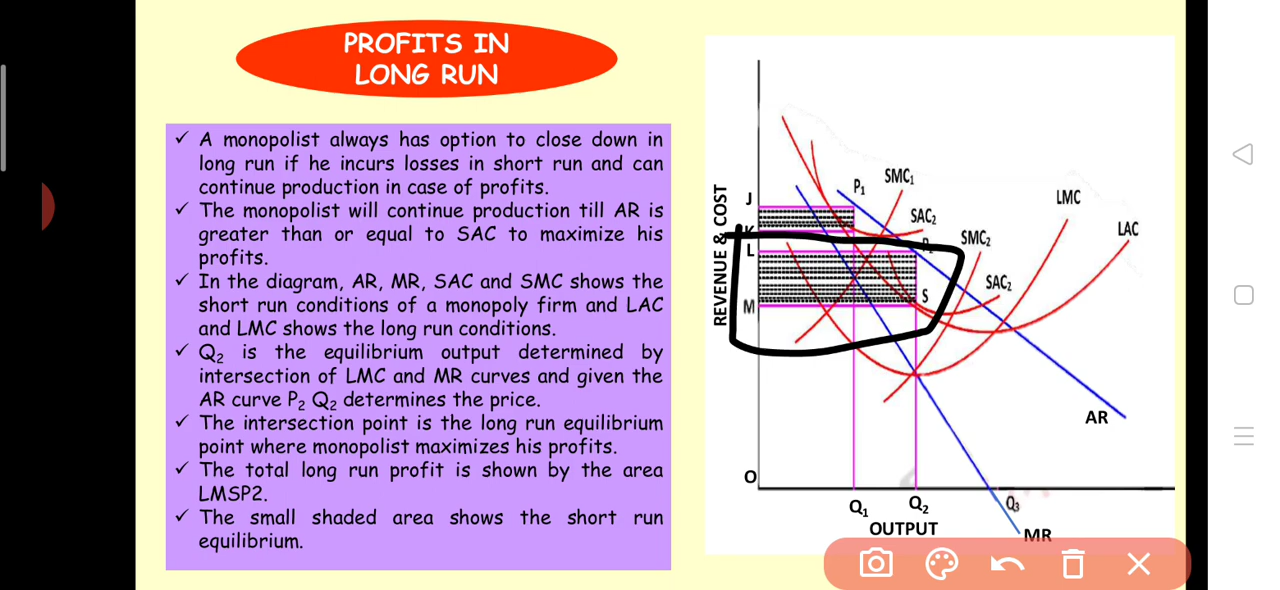 PROFITS IN
LONG RUN
✓ A monopolist always has option to close down in
long run if he incurs losses in short run and can
continue production in case of profits.
✓ The monopolist will continue production till AR is
greater than or equal to SAC to maximize his
profits.
✓ In the diagram, AR, MR, SAC and SMC shows the
short run conditions of a monopoly firm and LAC
and LMC shows the long run conditions.
✓ Q₂ is the equilibrium output determined by
intersection of LMC and MR curves and given the
AR curve P₂ Q₂ determines the price.
✓ The intersection point is the long run equilibrium
point where monopolist maximizes his profits.
✓ The total long run profit is shown by the area
LMSP2.
✓ The small shaded area shows the short run
equilibrium.
REVENUE & COST
J
K
L
M
O
P₁
SMC₁
SAC₂
LMC
LAC
SMC₂
SAC₂
S
AR
Q₁
Q₂
Q₃
OUTPUT
MR